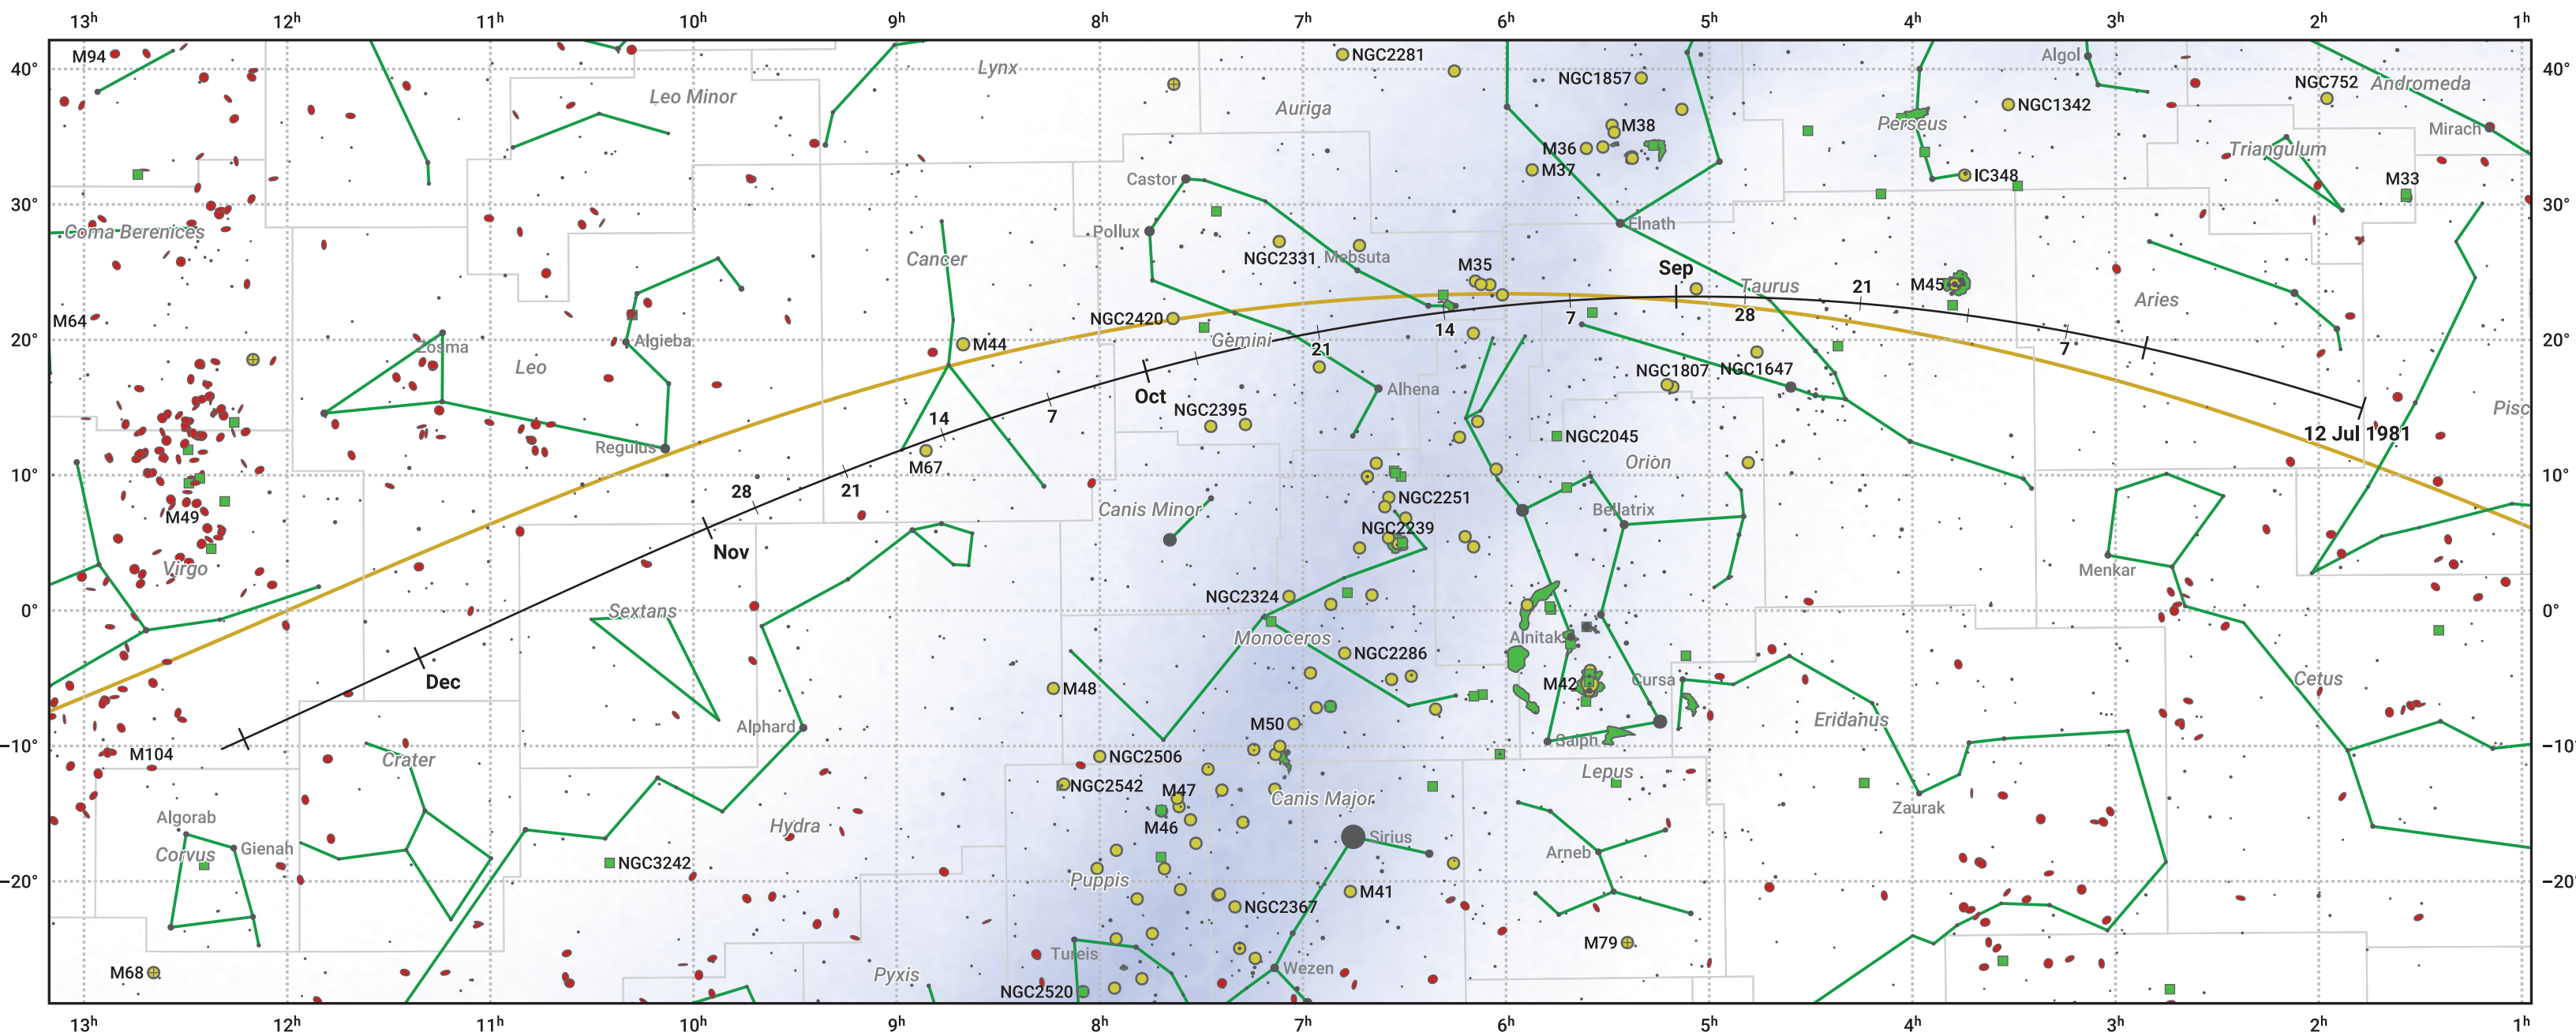 13h 12h 11h 10h 9h 8h 7h 6h 5h 4h 3h 2h 1h
M94 Lynx NGC2281 NGC1857 Algol NGC752 Andromeda
40° 40°
Leo Minor Auriga NGC1342
M38 Perseus Mirach
M36 Triangulum
M37 Castor IC348 M33
30° 30°
Coma Berenices Pollux Elnath
Cancer NGC2331 Mebsuta M35 Sep Taurus 21 M45 Aries
M64 NGC2420 14 7 28
20° 20°
Zosma Algieba M44 Gemini 21 7
Leo Oct NGC1807 NGC1647
Alhena
14 7 NGC2395 Pisc
Regulus NGC2045 12 Jul 1981
M67 Orion
10° 10°
28 21 NGC2251
M49 Canis Minor Bellatrix
NGC2239
Nov
Virgo Menkar
NGC2324
0° 0°
Sextans Monoceros Alnitak
NGC2286
Dec M48 M42 Cursa Cetus
Alphard M50 Eridanus
−10° −10°
M104 Crater NGC2506 Saiph
NGC2542 M47 Canis Major Lepus
Zaurak
Algorab Hydra M46 Sirius
Corvus Gienah NGC3242 Arneb
−20° −20°
Puppis M41
NGC2367
M79
Tureis
M68 Pyxis Wezen
NGC2520
13h 12h 11h 10h 9h 8h 7h 6h 5h 4h 3h 2h 1h